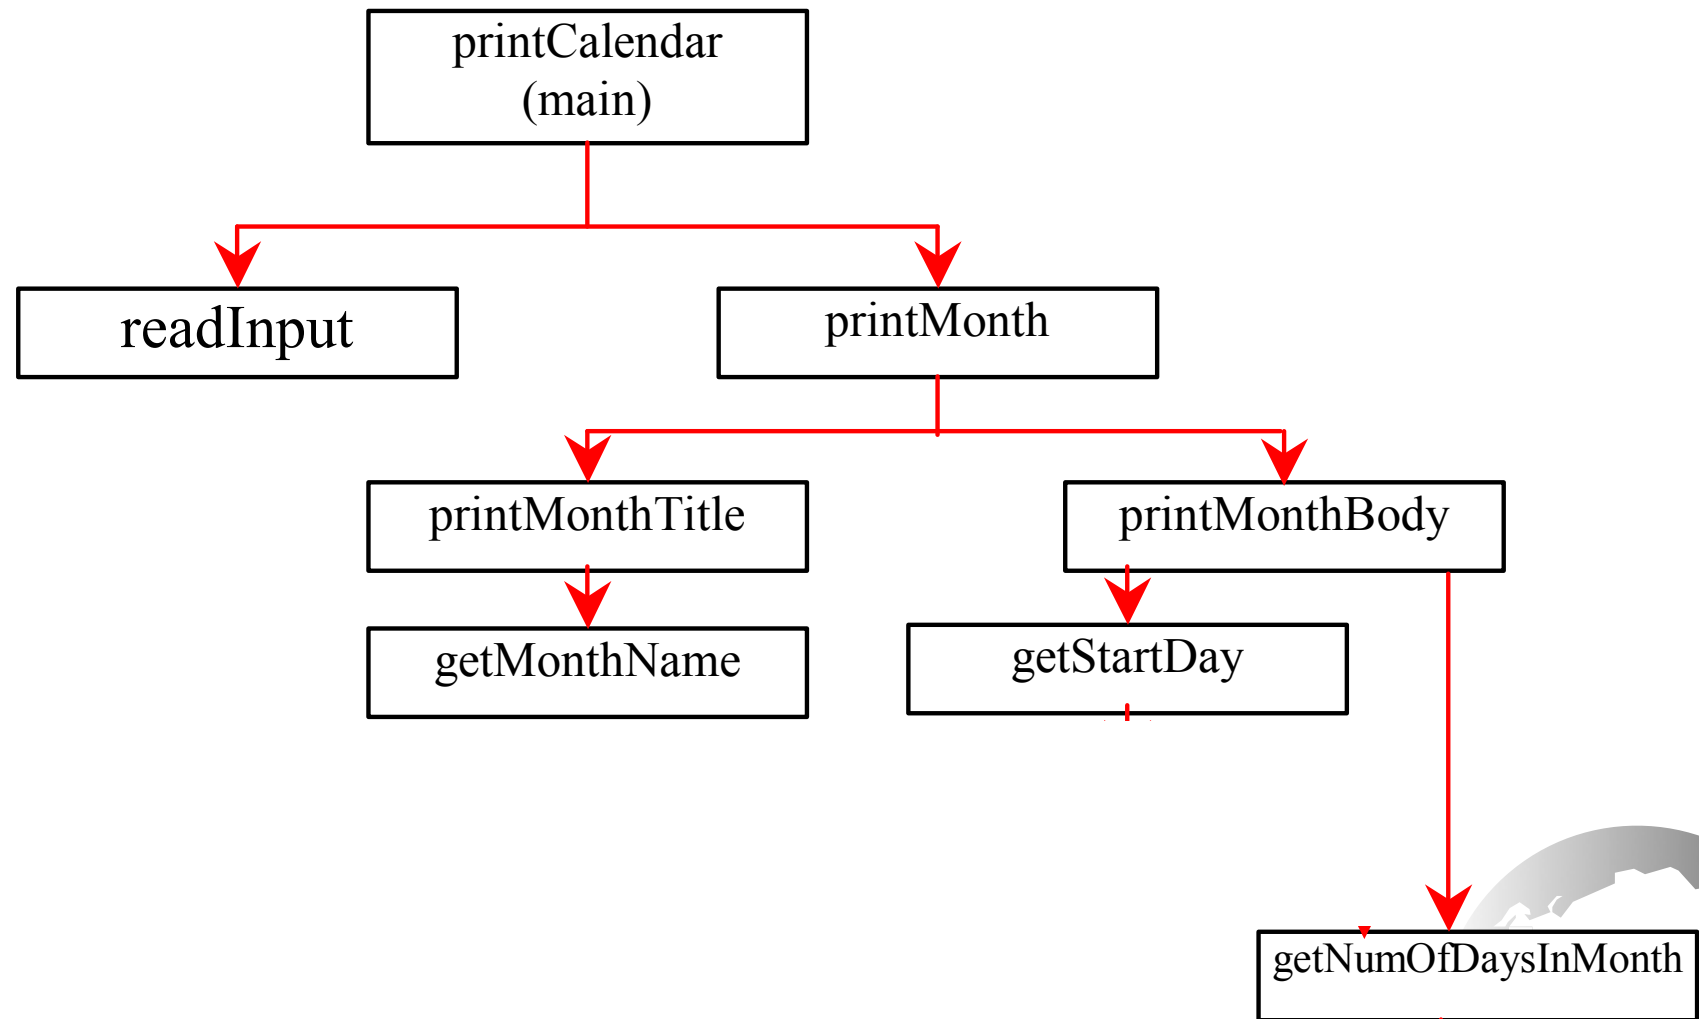 printCalendar
(main)
readInput
printMonth
printMonthTitle
printMonthBody
getMonthName
getStartDay
getNumOfDaysInMonth